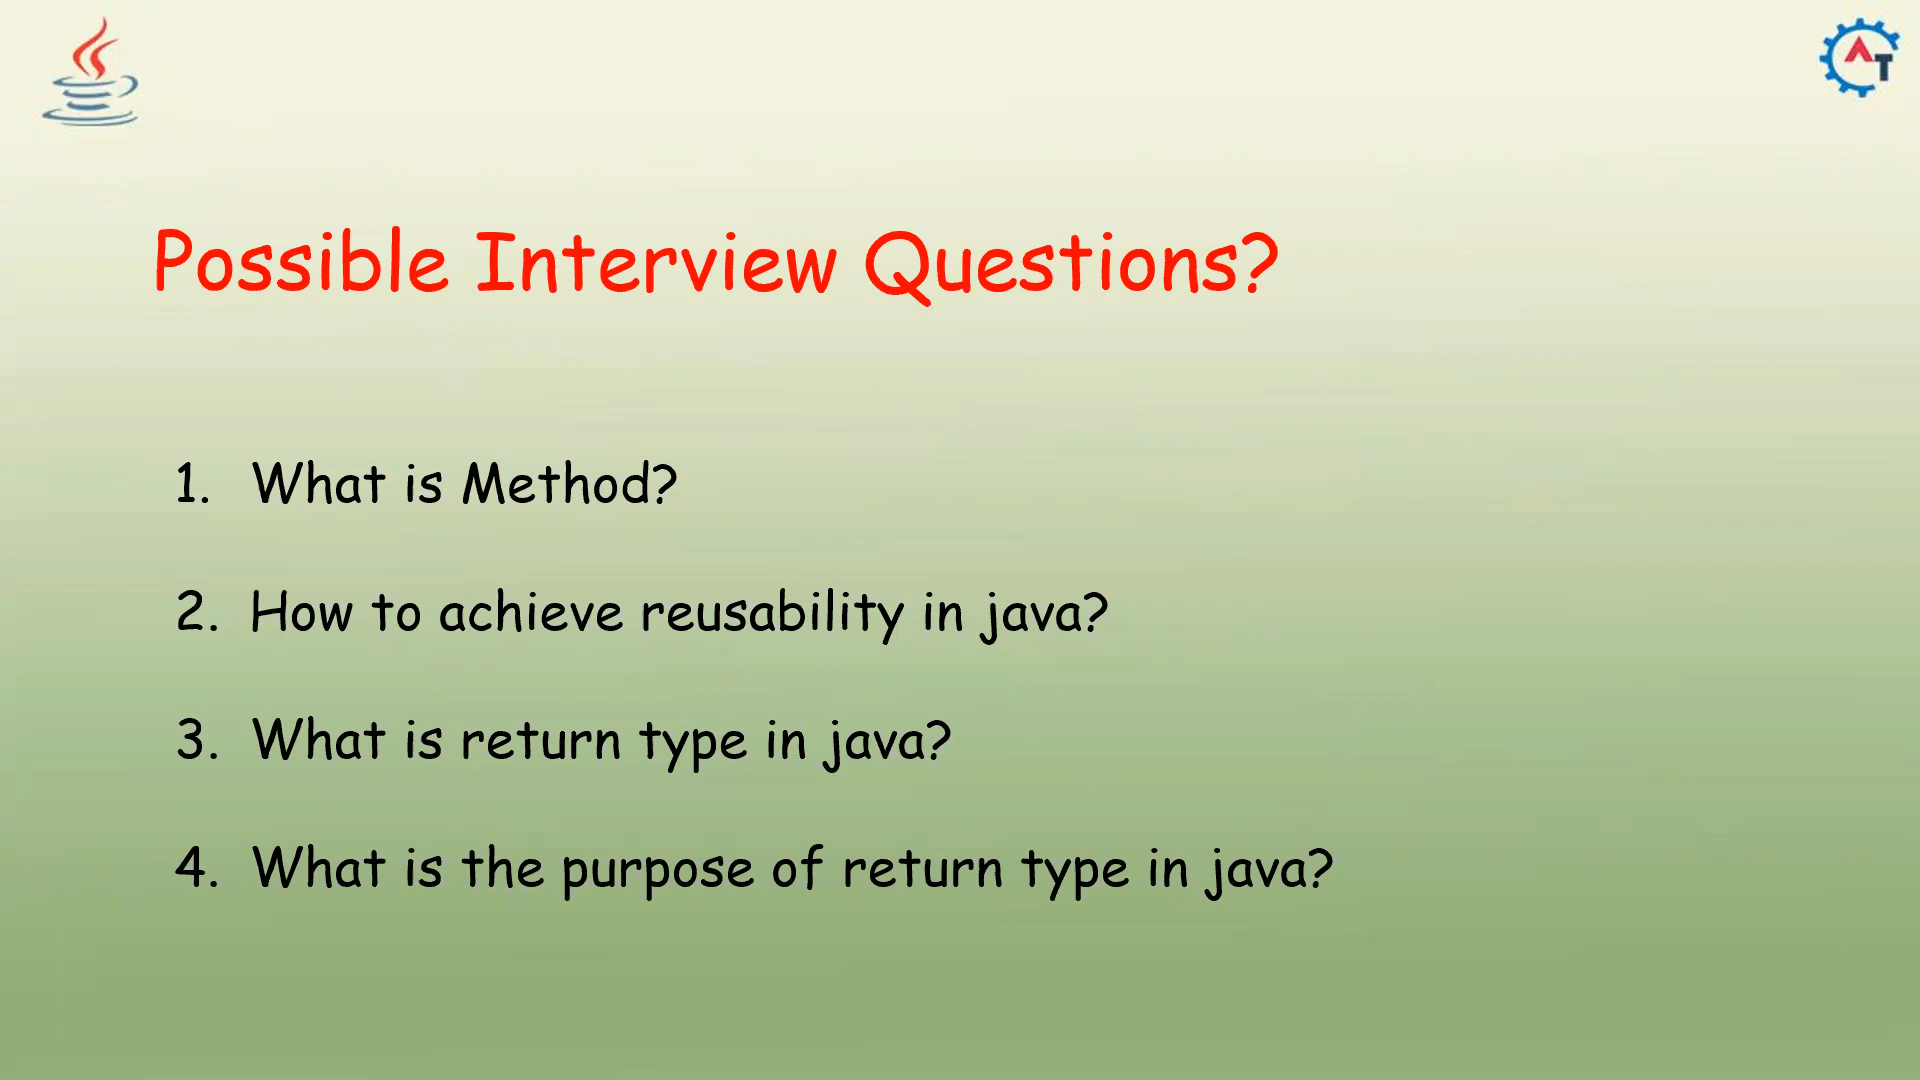 AT
Possible Interview Questions?
1. What is Method?
2. How to achieve reusability in java?
3. What is return type in java?
4. What is the purpose of return type in java?